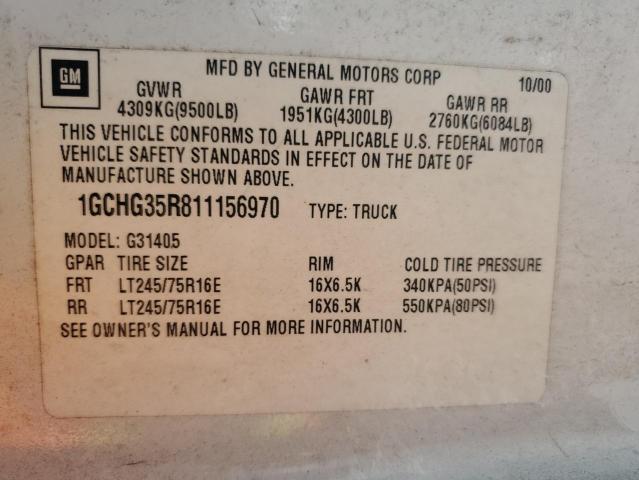 GM
MFD BY GENERAL MOTORS CORP 10/00
GVWR GAWR FRT GAWR RR
4309KG(9500LB) 1951KG(4300LB) 2760KG(6084LB)
THIS VEHICLE CONFORMS TO ALL APPLICABLE U.S. FEDERAL MOTOR
VEHICLE SAFETY STANDARDS IN EFFECT ON THE DATE OF
MANUFACTURE SHOWN ABOVE.
1GCHG35R811156970 TYPE: TRUCK
MODEL: G31405
GPAR TIRE SIZE RIM COLD TIRE PRESSURE
FRT LT245/75R16E 16X6.5K 340KPA(50PSI)
RR LT245/75R16E 16X6.5K 550KPA(80PSI)
SEE OWNER'S MANUAL FOR MORE INFORMATION.